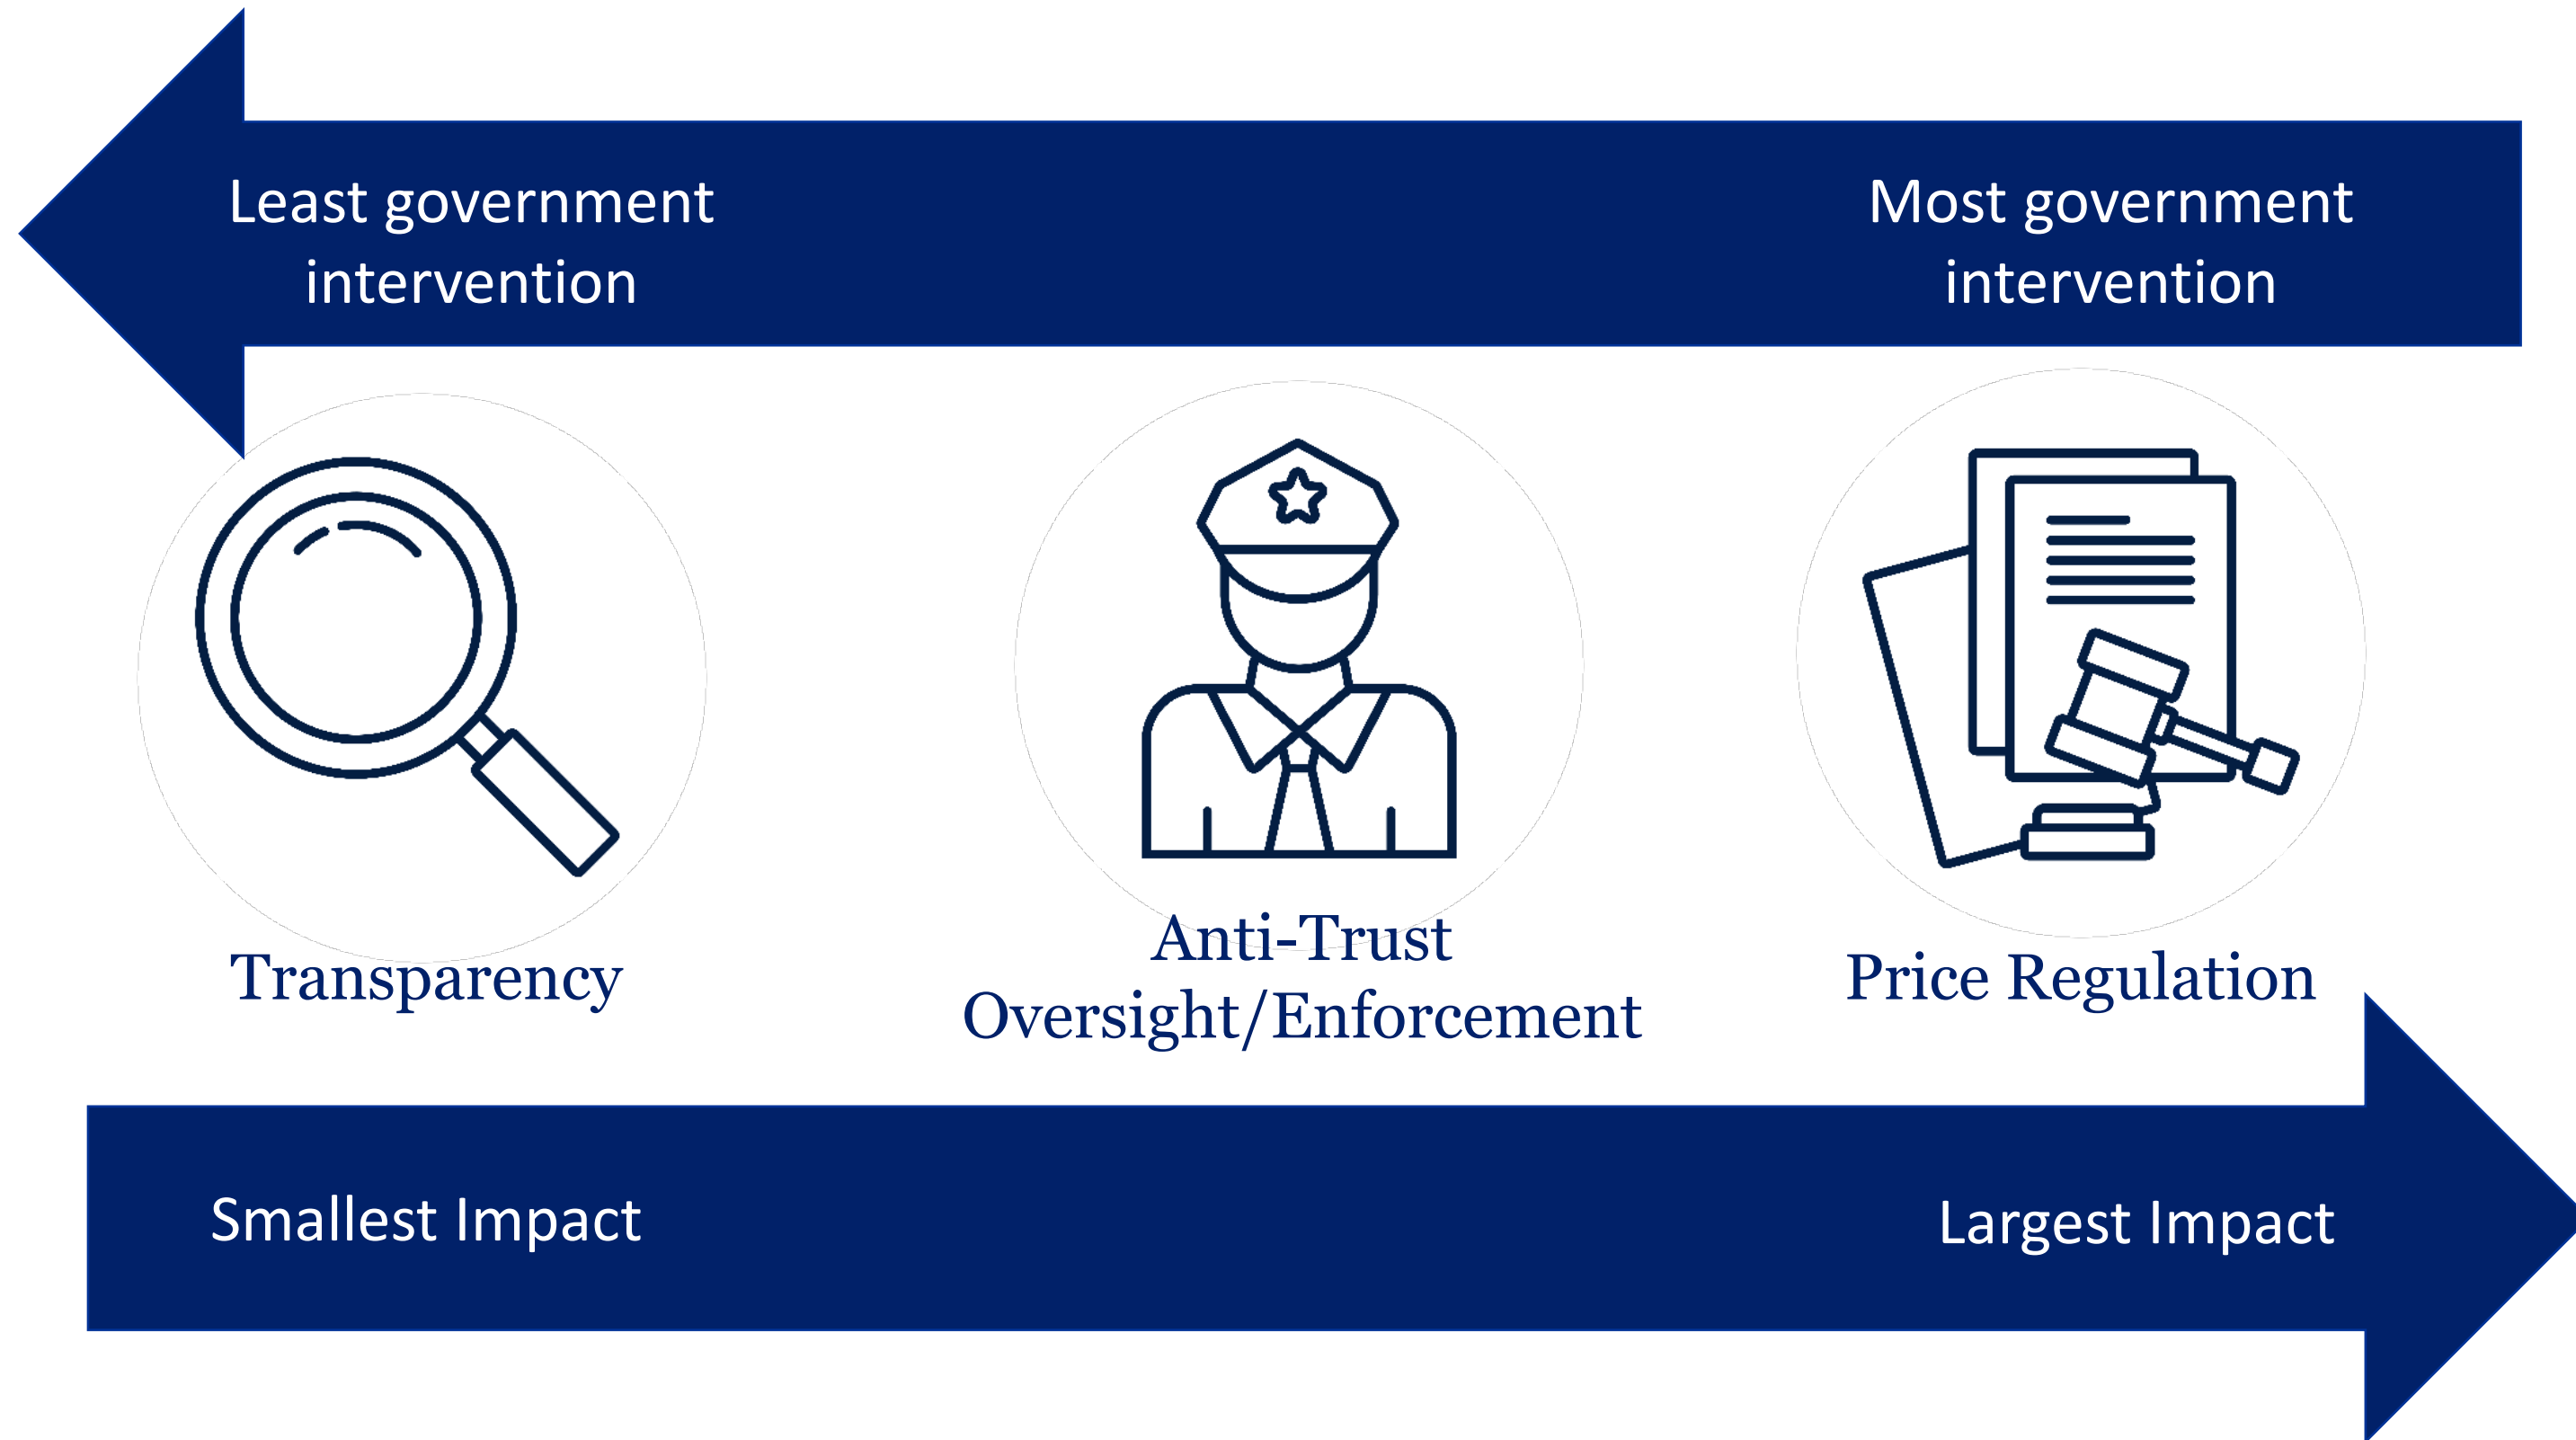 Least government
intervention
Most government
intervention
Transparency
Anti-Trust
Oversight/Enforcement
Price Regulation
Smallest Impact
Largest Impact